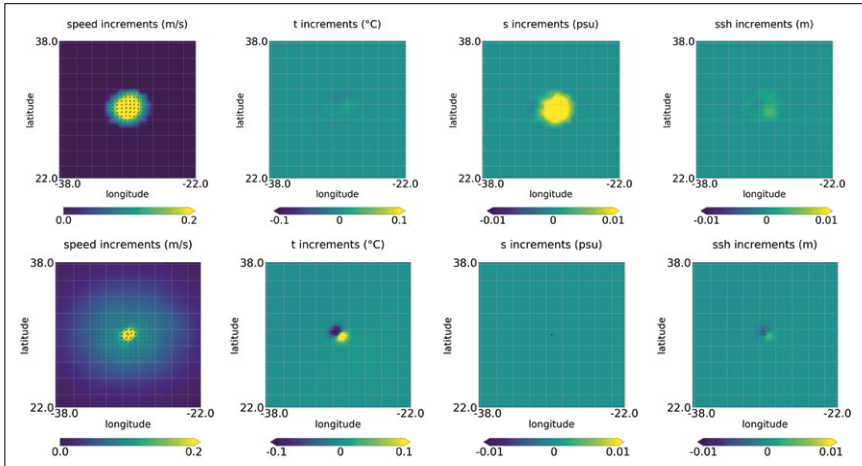 speed increments (m/s) t increments (°C) s increments (psu) ssh increments (m)
38.0 38.0 38.0 38.0
latitude latitude latitude latitude
22.0 22.0 22.0 22.0
-38.0 -22.0 -38.0 -22.0 -38.0 -22.0 -38.0 -22.0
longitude longitude longitude longitude
0.0 0.2 -0.1 0.1 -0.01 0.01 -0.01 0.01
speed increments (m/s) t increments (°C) s increments (psu) ssh increments (m)
38.0 38.0 38.0 38.0
latitude latitude latitude latitude
22.0 22.0 22.0 22.0
-38.0 -22.0 -38.0 -22.0 -38.0 -22.0 -38.0 -22.0
longitude longitude longitude longitude
0.0 0.2 -0.1 0.1 -0.01 0.01 -0.01 0.01